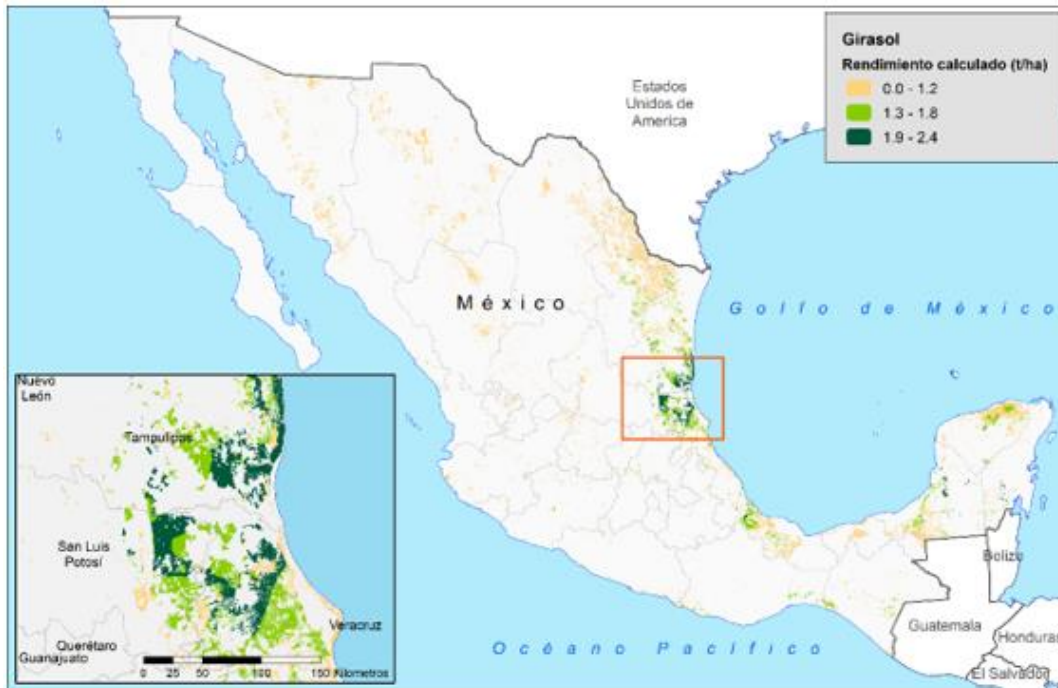 Girasol
Rendimiento calculado (t/ha)
0.0 - 1.2
1.3 - 1.8
1.9 - 2.4
Estados
Unidos de
America
México
Golfo de México
Nuevo
León
Tampulipas
San Luis
Potosí
Veracruz
Querétaro
Guanajuato
0 25 50 100 150 Kilometros
Belize
Guatemala
Honduras
El Salvador
Océano Pacífico